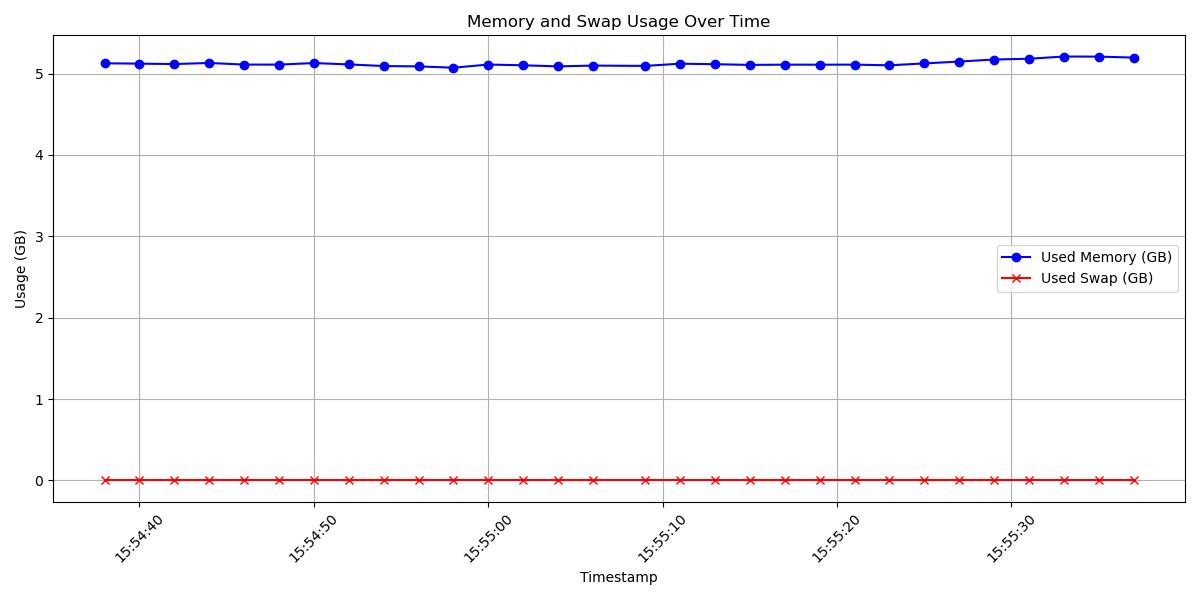 Memory and Swap Usage Over Time
Usage (GB)
5
4
3
2
1
0
Used Memory (GB)
Used Swap (GB)
15:54:40
15:54:50
15:55:00
15:55:10
15:55:20
15:55:30
Timestamp